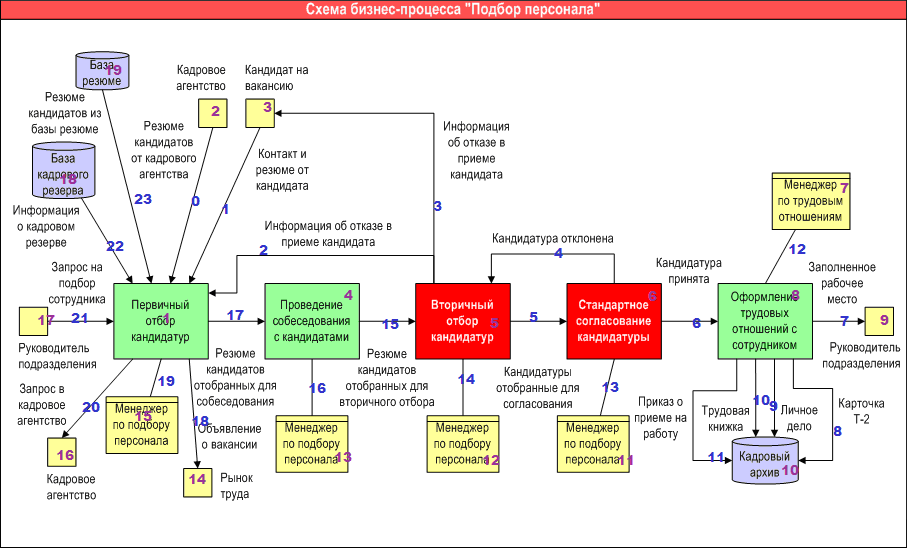 Схема бизнес-процесса "Подбор персонала"
База
резюме
19
Кадровое
агентство
2
Кандидат на
вакансию
3
Резюме
кандидатов из
базы резюме
Резюме
кандидатов
от кадрового
агентства
Информация
об отказе в
приеме
кандидата
База
кадрового
резерва
18
Контакт и
резюме от
кандидата
Менеджер
по трудовым
отношениям
7
23
0
1
3
Информация
о кадровом
резерве
22
Информация об отказе в
приеме кандидата
2
Кандидатура отклонена
4
12
Запрос на
подбор
сотрудника
Кандидатура
принята
Заполненное
рабочее
место
17
21
Первичный
отбор
кандидатур
1
17
Проведение
собеседования
с кандидатами
4
15
Вторичный
отбор
кандидатур
5
5
Стандартное
согласование
кандидатуры
6
6
Оформление
трудовых
отношений с
сотрудником
8
7
9
Руководитель
подразделения
Руководитель
подразделения
Резюме
кандидатов
отобранных для
собеседования
Резюме
кандидатов
отобранных для
вторичного отбора
Кандидатуры
отобранные для
согласования
19
16
14
13
Запрос в
кадровое
агентство
20
Менеджер
по подбору
персонала
15
18
Объявление
о вакансии
Приказ о
приеме на
работу
Трудовая
книжка
10
9
Личное
дело
Карточка
Т-2
8
11
16
Кадровое
агентство
14
Рынок
труда
Менеджер
по подбору
персонала
13
Менеджер
по подбору
персонала
12
Менеджер
по подбору
персонала
11
Кадровый
архив
10